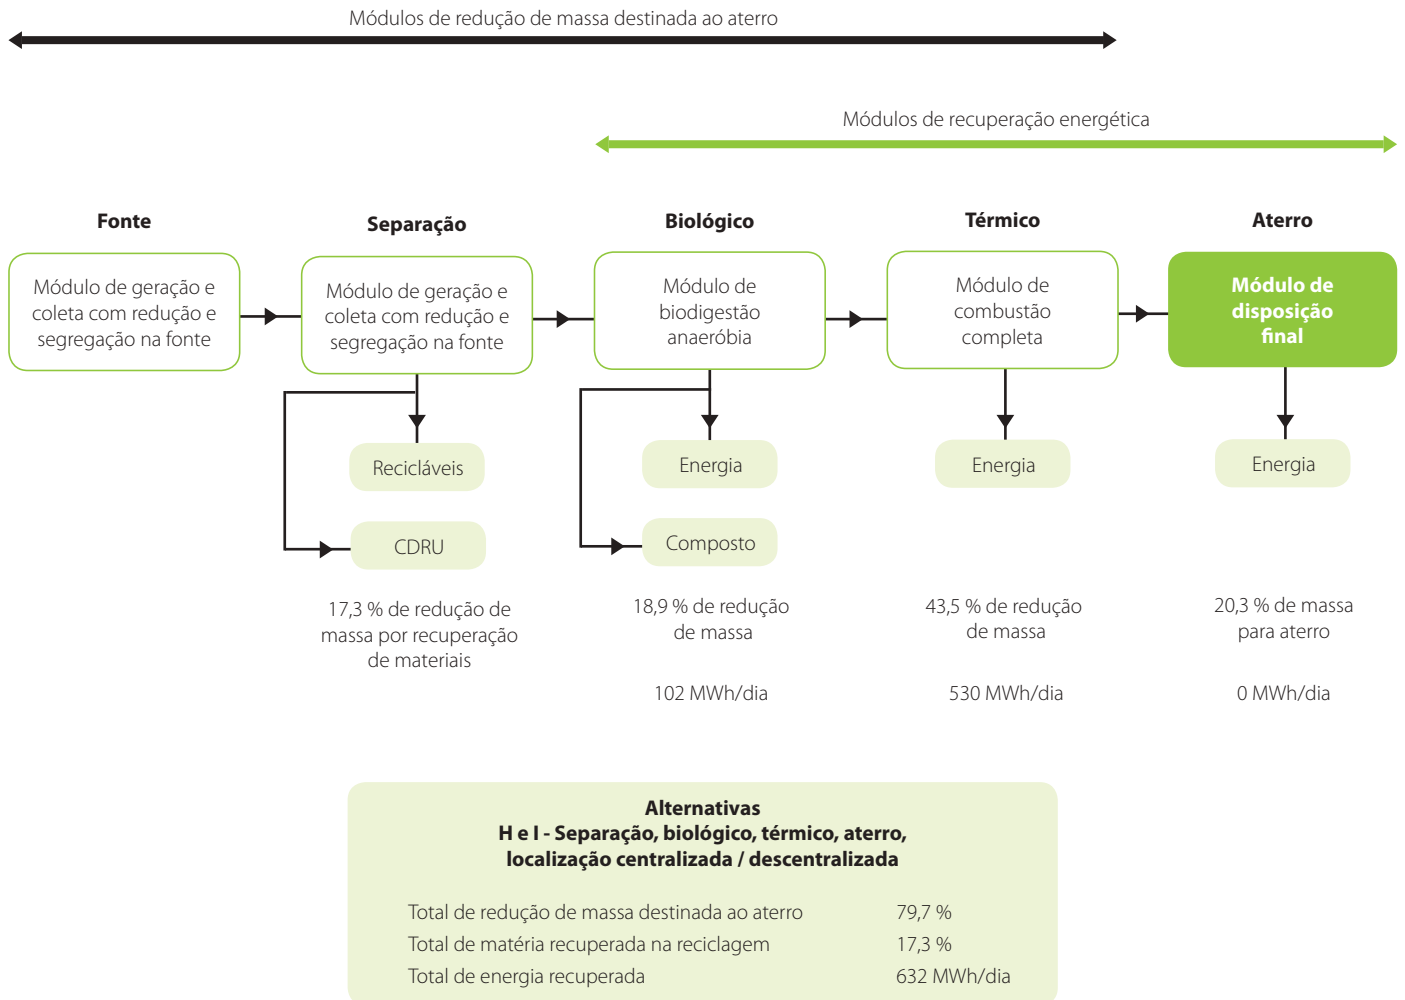 Módulos de redução de massa destinada ao aterro
Módulos de recuperação energética
Fonte
Separação
Biológico
Térmico
Aterro
Módulo de geração e
coleta com redução e
segregação na fonte
Módulo de geração e
coleta com redução e
segregação na fonte
Módulo de
biodigestão
anaeróbia
Módulo de
combustão
completa
Módulo de
disposição
final
Recicláveis
CDRU
Energia
Composto
Energia
Energia
17,3 % de redução de
massa por recuperação
de materiais
18,9 % de redução
de massa
102 MWh/dia
43,5 % de redução
de massa
530 MWh/dia
20,3 % de massa
para aterro
0 MWh/dia
Alternativas
H e I - Separação, biológico, térmico, aterro,
localização centralizada / descentralizada
Total de redução de massa destinada ao aterro 79,7 %
Total de matéria recuperada na reciclagem 17,3 %
Total de energia recuperada 632 MWh/dia